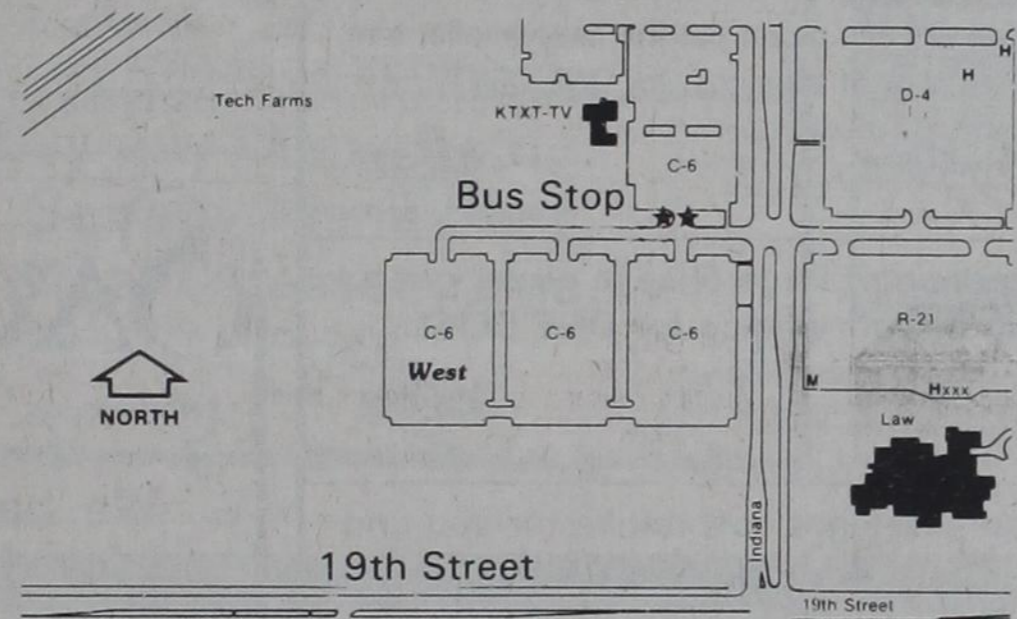 Tech Farms
KTXT-TV
H
H
D-4
C-6
Bus Stop
C-6
C-6
C-6
R-21
West
M
Hxxx
NORTH
Law
Indiana
19th Street
19th Street